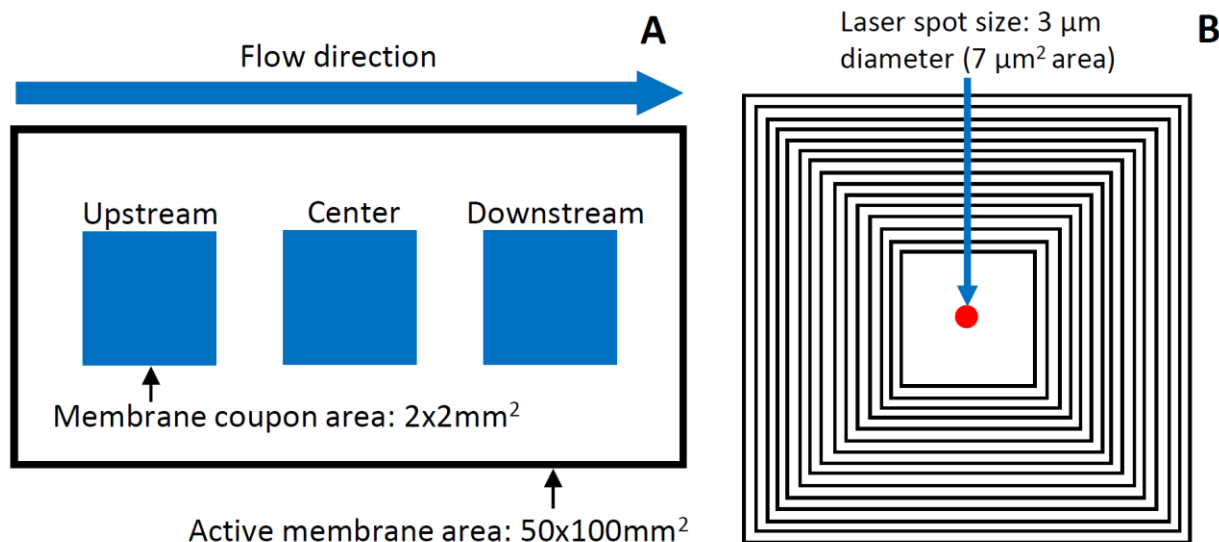 A
Flow direction
Upstream
Center
Downstream
Membrane coupon area: 2x2mm²
Active membrane area: 50x100mm²
B
Laser spot size: 3 µm
diameter (7 µm² area)